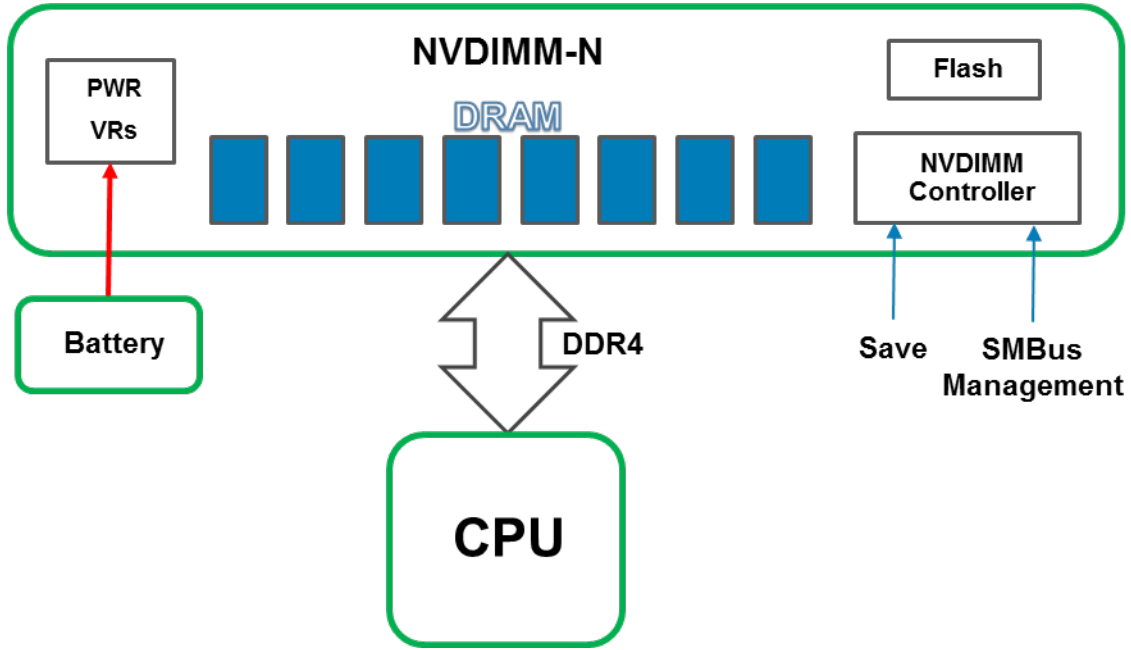 NVDIMM-N
Flash
PWR
VRs
DRAM
NVDIMM
Controller
Battery
DDR4
Save
SMBus
Management
CPU